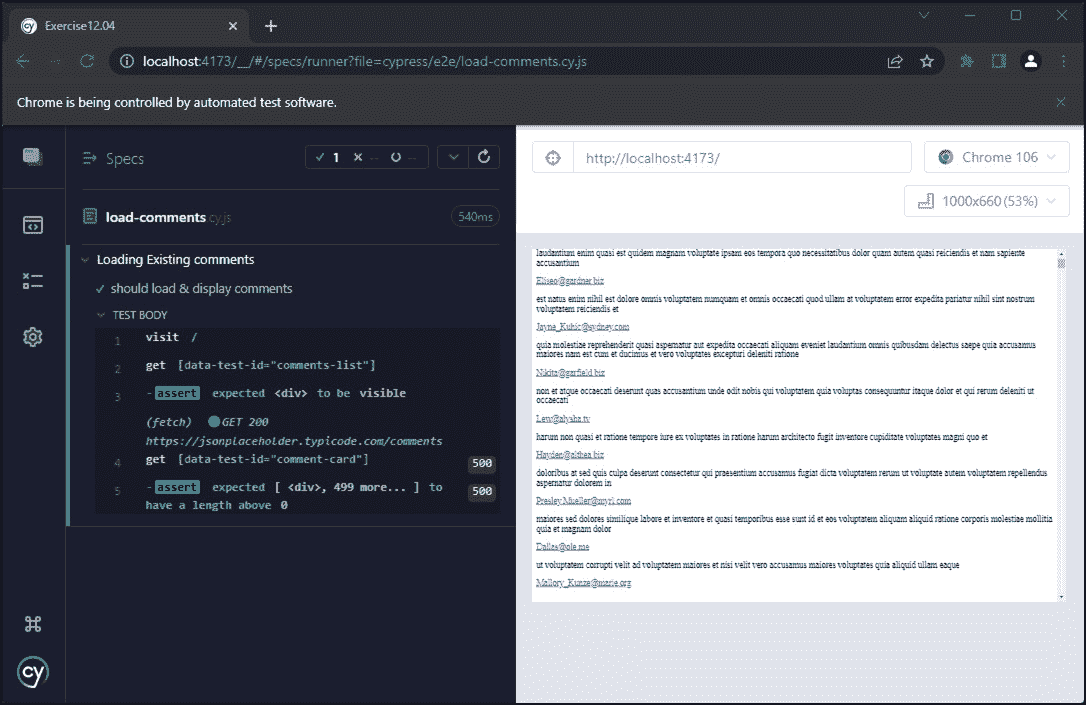 Exercise12.04
localhost:4173/__/#/specs/runner?file=cypress/e2e/load-comments.cy.js
Chrome is being controlled by automated test software.
Specs
1 -- --
http://localhost:4173/
Chrome 106
1000x660 (53%)
load-comments cy.js
540ms
Loading Existing comments
should load & display comments
TEST BODY
1 visit /
2 get [data-test-id="comments-list"]
3 -assert expected <div> to be visible
(fetch) GET 200
https://jsonplaceholder.typicode.com/comments
4 get [data-test-id="comment-card"] 500
5 -assert expected [ <div>, 499 more... ] to 500
have a length above 0
cy
laudantium enim quasi est quidem magnam voluptate ipsam eos tempora quo necessitatibus dolor quam autem quasi reiciendis et nam sapiente
accusantium
Eliseo@gardner.biz
est natus enim nihil est dolore omnis voluptatem numquam et omnis occaecati quod ullam at voluptatem error expedita pariatur nihil sint nostrum
voluptatem reiciendis et
Jayne_Kuhic@sydney.com
quia molestiae reprehenderit quasi aspernatur aut expedita occaecati aliquam eveniet laudantium omnis quibusdam delectus saepe quia accusamus
maiores nam est cum et ducimus et vero voluptates excepturi deleniti ratione
Nikita@garfield.biz
non et atque occaecati deserunt quas accusantium unde odit nobis qui voluptatem quia voluptas consequuntur itaque dolor et qui rerum deleniti ut
occaecati
Lew@alysha.tv
harum non quasi et ratione tempore iure ex voluptates in ratione harum architecto fugit inventore cupiditate voluptates magni quo et
Hayden@althea.biz
doloribus at sed quis culpa deserunt consectetur qui praesentium accusamus fugiat dicta voluptatem rerum ut voluptate autem voluptatem repellendus
aspernatur dolorem in
Presley.Mueller@myrl.com
maiores sed dolores similique labore et inventore et quasi temporibus esse sunt id et eos voluptatem aliquam aliquid ratione corporis molestiae mollitia
quia et magnam dolor
Dallas@ole.me
ut voluptatem corrupti velit ad voluptatem maiores et nisi velit vero accusamus maiores voluptates quia aliquid ullam eaque
Mallory_Kunze@marie.org